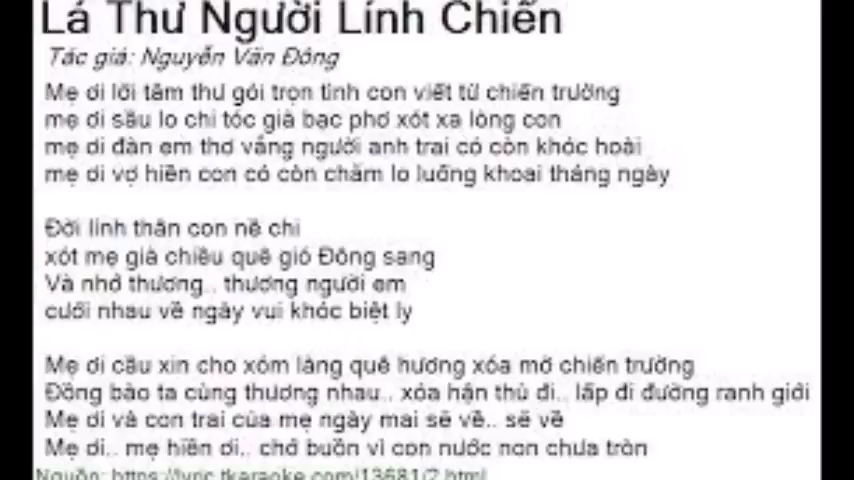 Lá Thư Người Lính Chiến
Tác giả: Nguyễn Văn Đông
Mẹ ơi lời tâm thư gói trọn tình con viết từ chiến trường
mẹ ơi sầu lo chi tóc già bạc phơ xót xa lòng con
mẹ ơi đàn em thơ vắng người anh trai có còn khóc hoài
mẹ ơi vợ hiền con có còn chăm lo luống khoai tháng ngày
Đời lính thân con nề chi
xót mẹ già chiều quê gió Đông sang
Và nhớ thương.. thương người em
cưới nhau về ngày vui khóc biệt ly
Mẹ ơi cầu xin cho xóm làng quê hương xóa mờ chiến trường
Đồng bào ta cùng thương nhau.. xóa hận thù đi.. lấp đi đường ranh giới
Mẹ ơi và con trai của mẹ ngày mai sẽ về.. sẽ về
Mẹ ơi.. mẹ hiền ơi.. chớ buồn vì con nước non chưa tròn
Nguồn: https://lyric.tkaraoke.com/13681/2.html